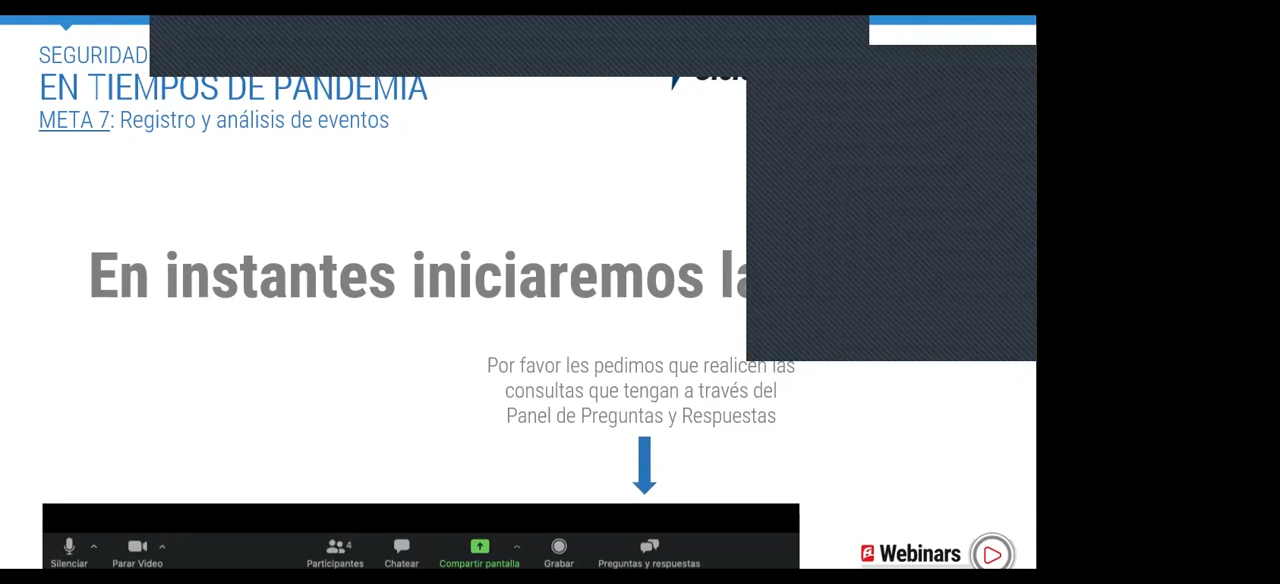 SEGURIDAD
EN TIEMPOS DE PANDEMIA
META 7: Registro y análisis de eventos
En instantes iniciaremos la
Por favor les pedimos que realicen las
consultas que tengan a través del
Panel de Preguntas y Respuestas
4
Silenciar Parar Video Participantes Chatear Compartir pantalla Grabar Preguntas y respuestas
Webinars